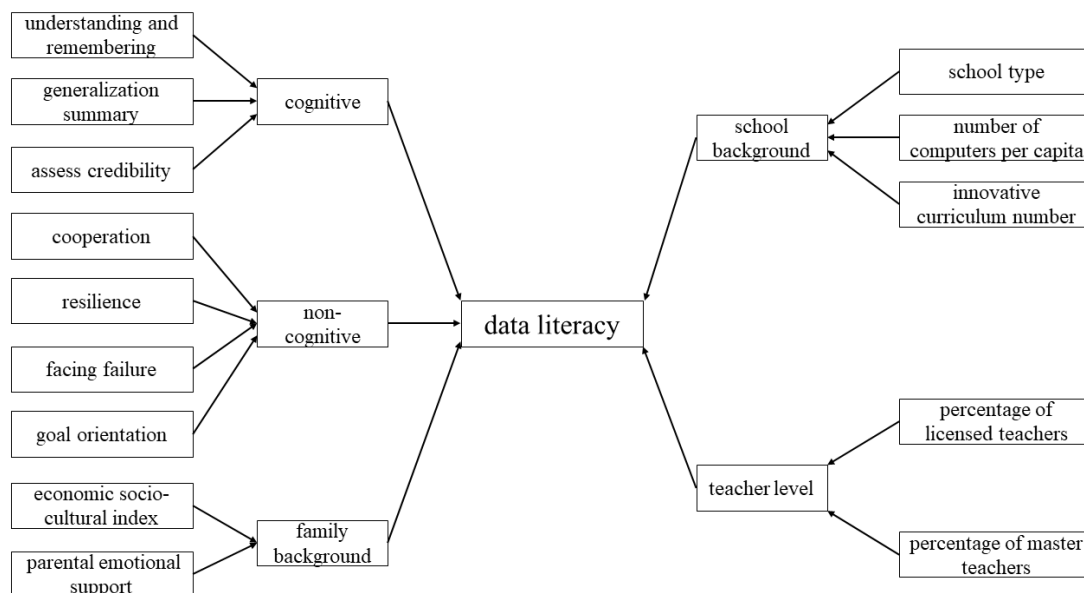 understanding and
remembering
generalization
summary
assess credibility
cognitive
cooperation
resilience
facing failure
goal orientation
non-
cognitive
economic socio-
cultural index
parental emotional
support
family
background
data literacy
school
background
school type
number of
computers per capita
innovative
curriculum number
teacher level
percentage of
licensed teachers
percentage of master
teachers